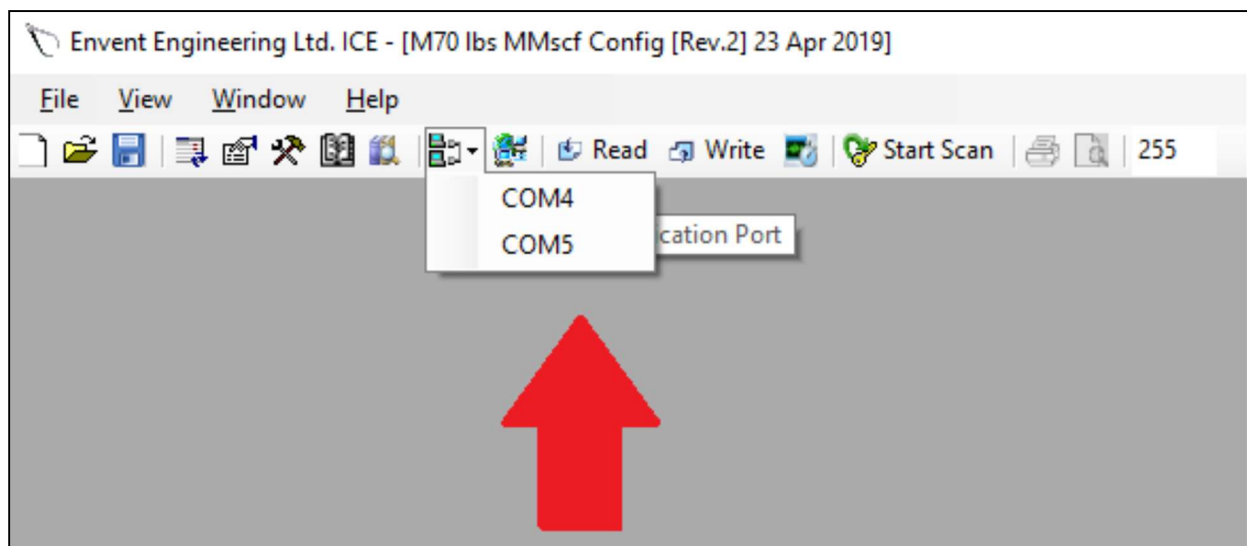 Envent Engineering Ltd. ICE - [M70 lbs MMscf Config [Rev.2] 23 Apr 2019]
File View Window Help
Read Write Start Scan 255
COM4
cation Port
COM5